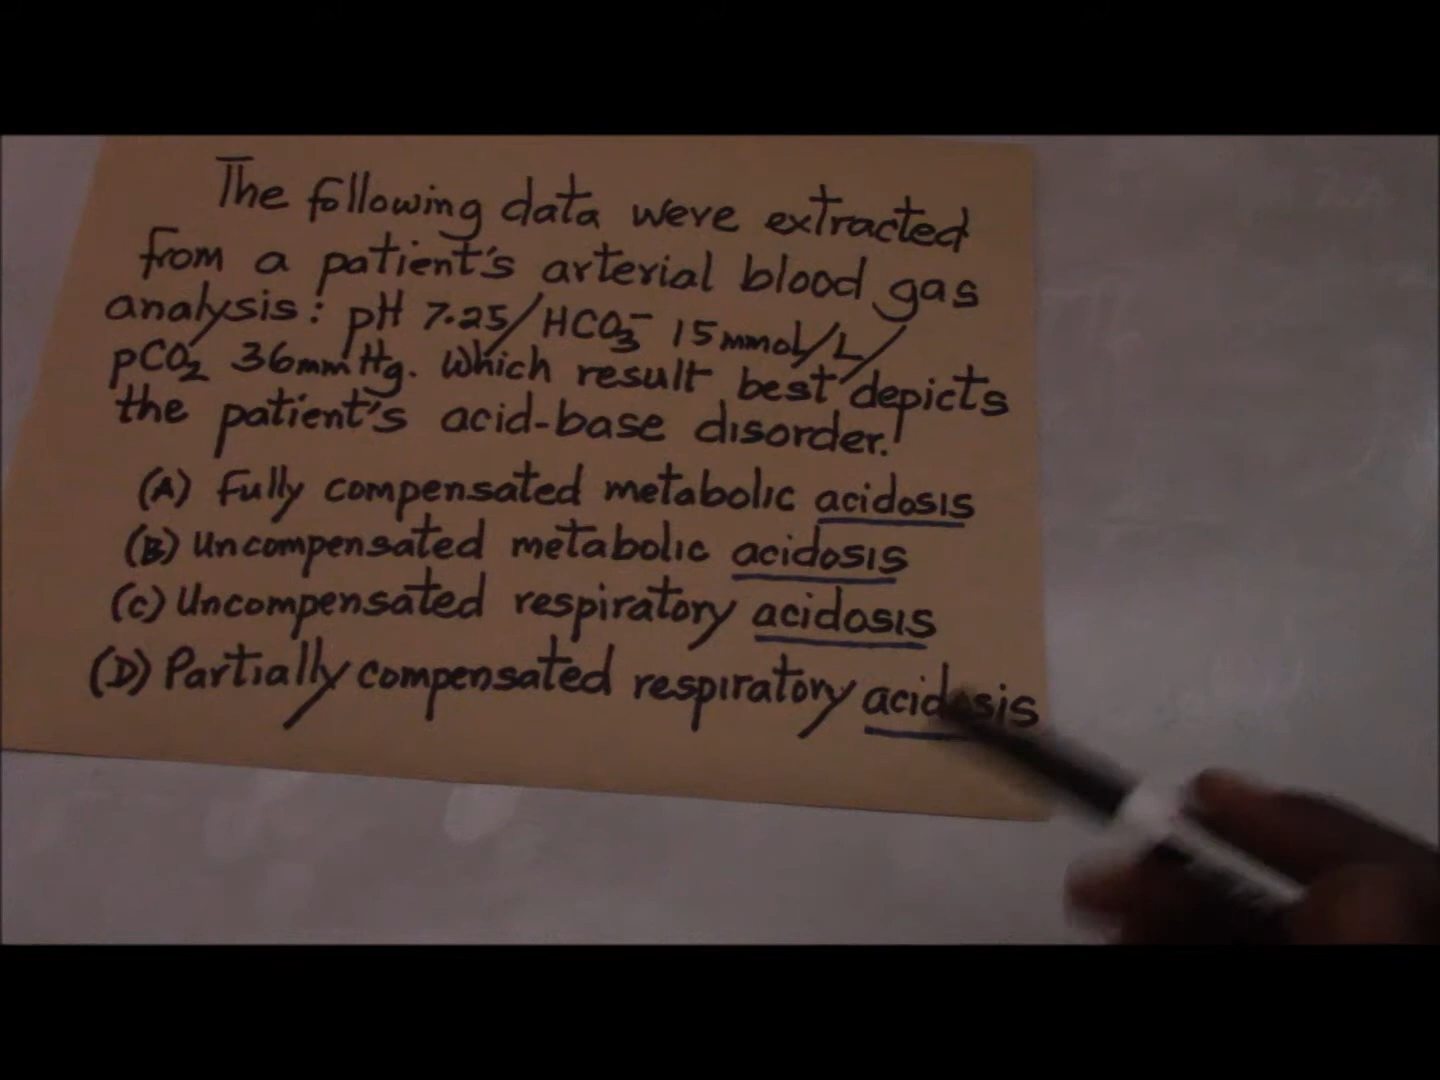 The following data were extracted
from a patient's arterial blood gas
analysis: pH 7.25/HCO3⁻ 15mmol/L/
pCO2 36mmHg. Which result best depicts
the patient's acid-base disorder.
(A) Fully compensated metabolic acidosis
(B) Uncompensated metabolic acidosis
(C) Uncompensated respiratory acidosis
(D) Partially compensated respiratory acidosis